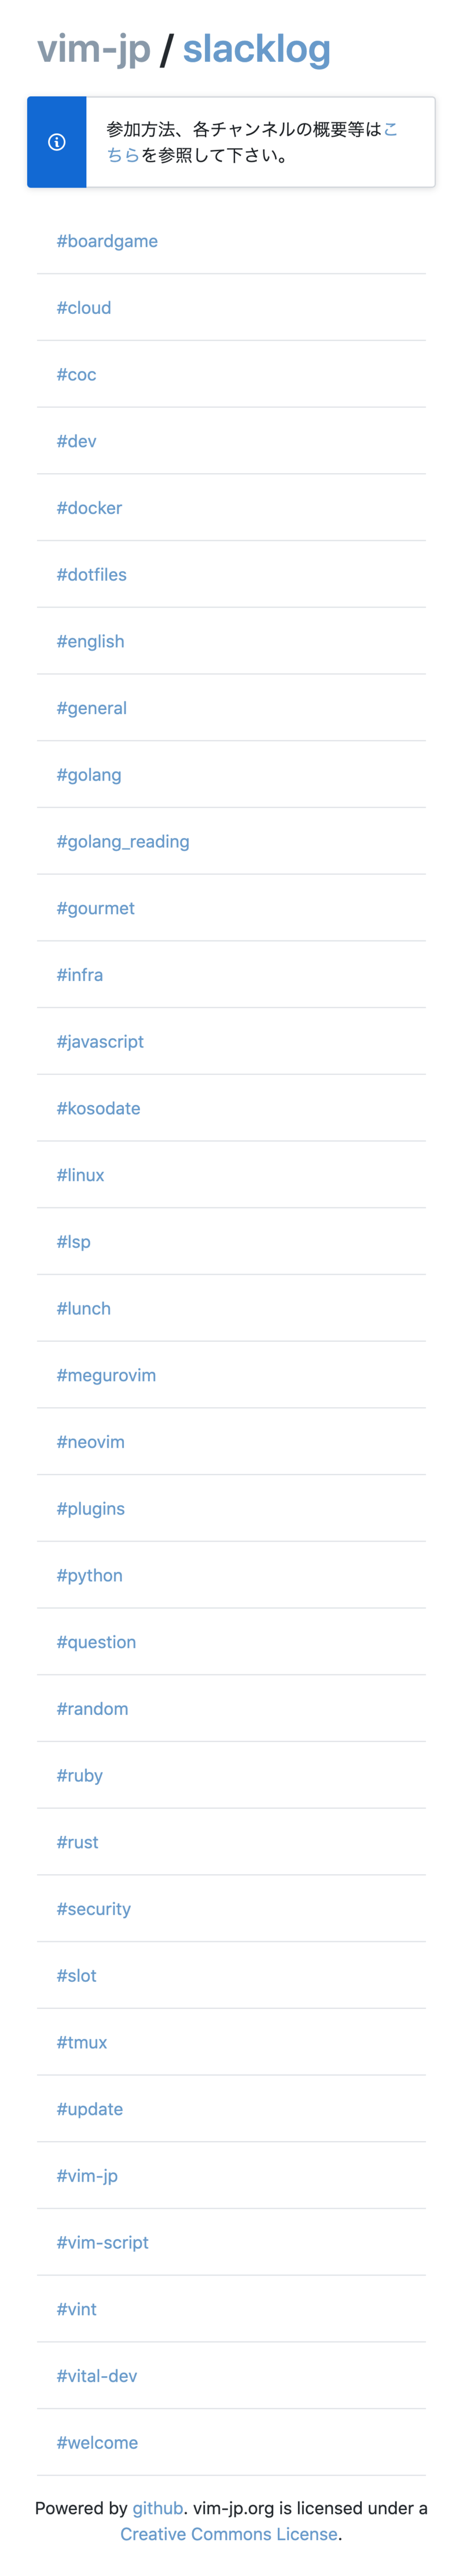 vim-jp / slacklog
参加方法、各チャンネルの概要等はこ
ちらを参照して下さい。
#boardgame
#cloud
#coc
#dev
#docker
#dotfiles
#english
#general
#golang
#golang_reading
#gourmet
#infra
#javascript
#kosodate
#linux
#lsp
#lunch
#megurovim
#neovim
#plugins
#python
#question
#random
#ruby
#rust
#security
#slot
#tmux
#update
#vim-jp
#vim-script
#vint
#vital-dev
#welcome
Powered by github. vim-jp.org is licensed under a
Creative Commons License.